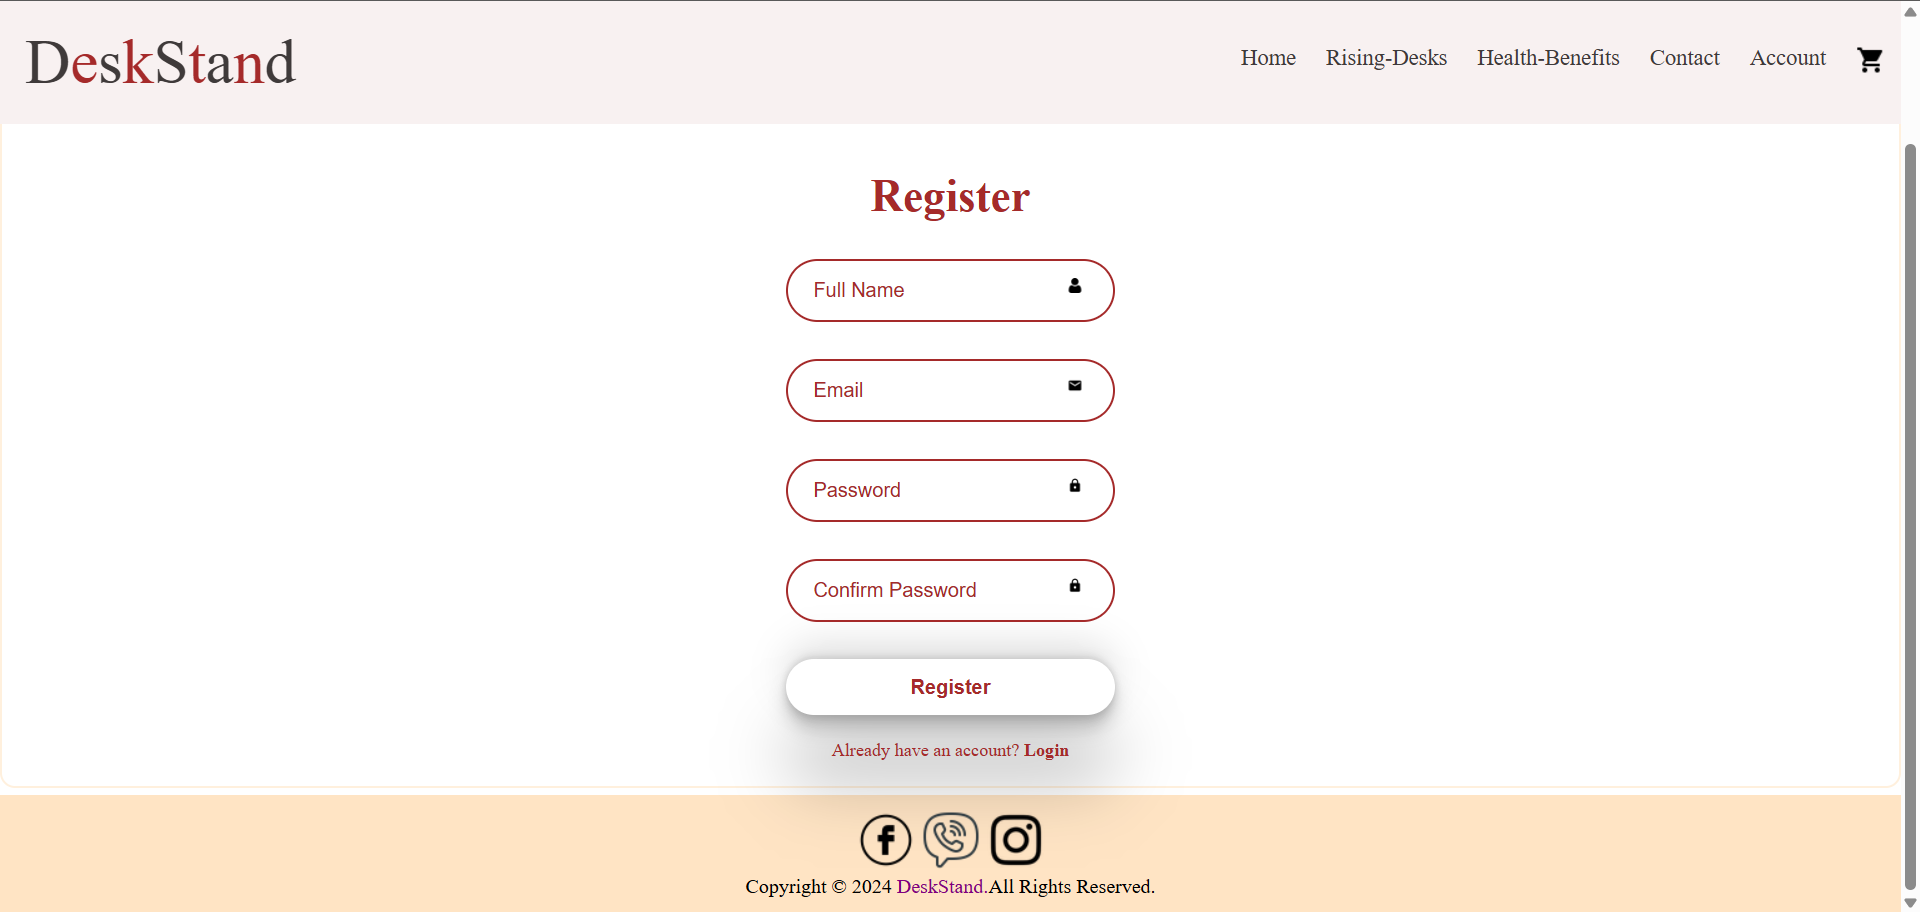 DeskStand
Home Rising-Desks Health-Benefits Contact Account
Register
Full Name
Email
Password
Confirm Password
Register
Already have an account? Login
Copyright © 2024 DeskStand.All Rights Reserved.